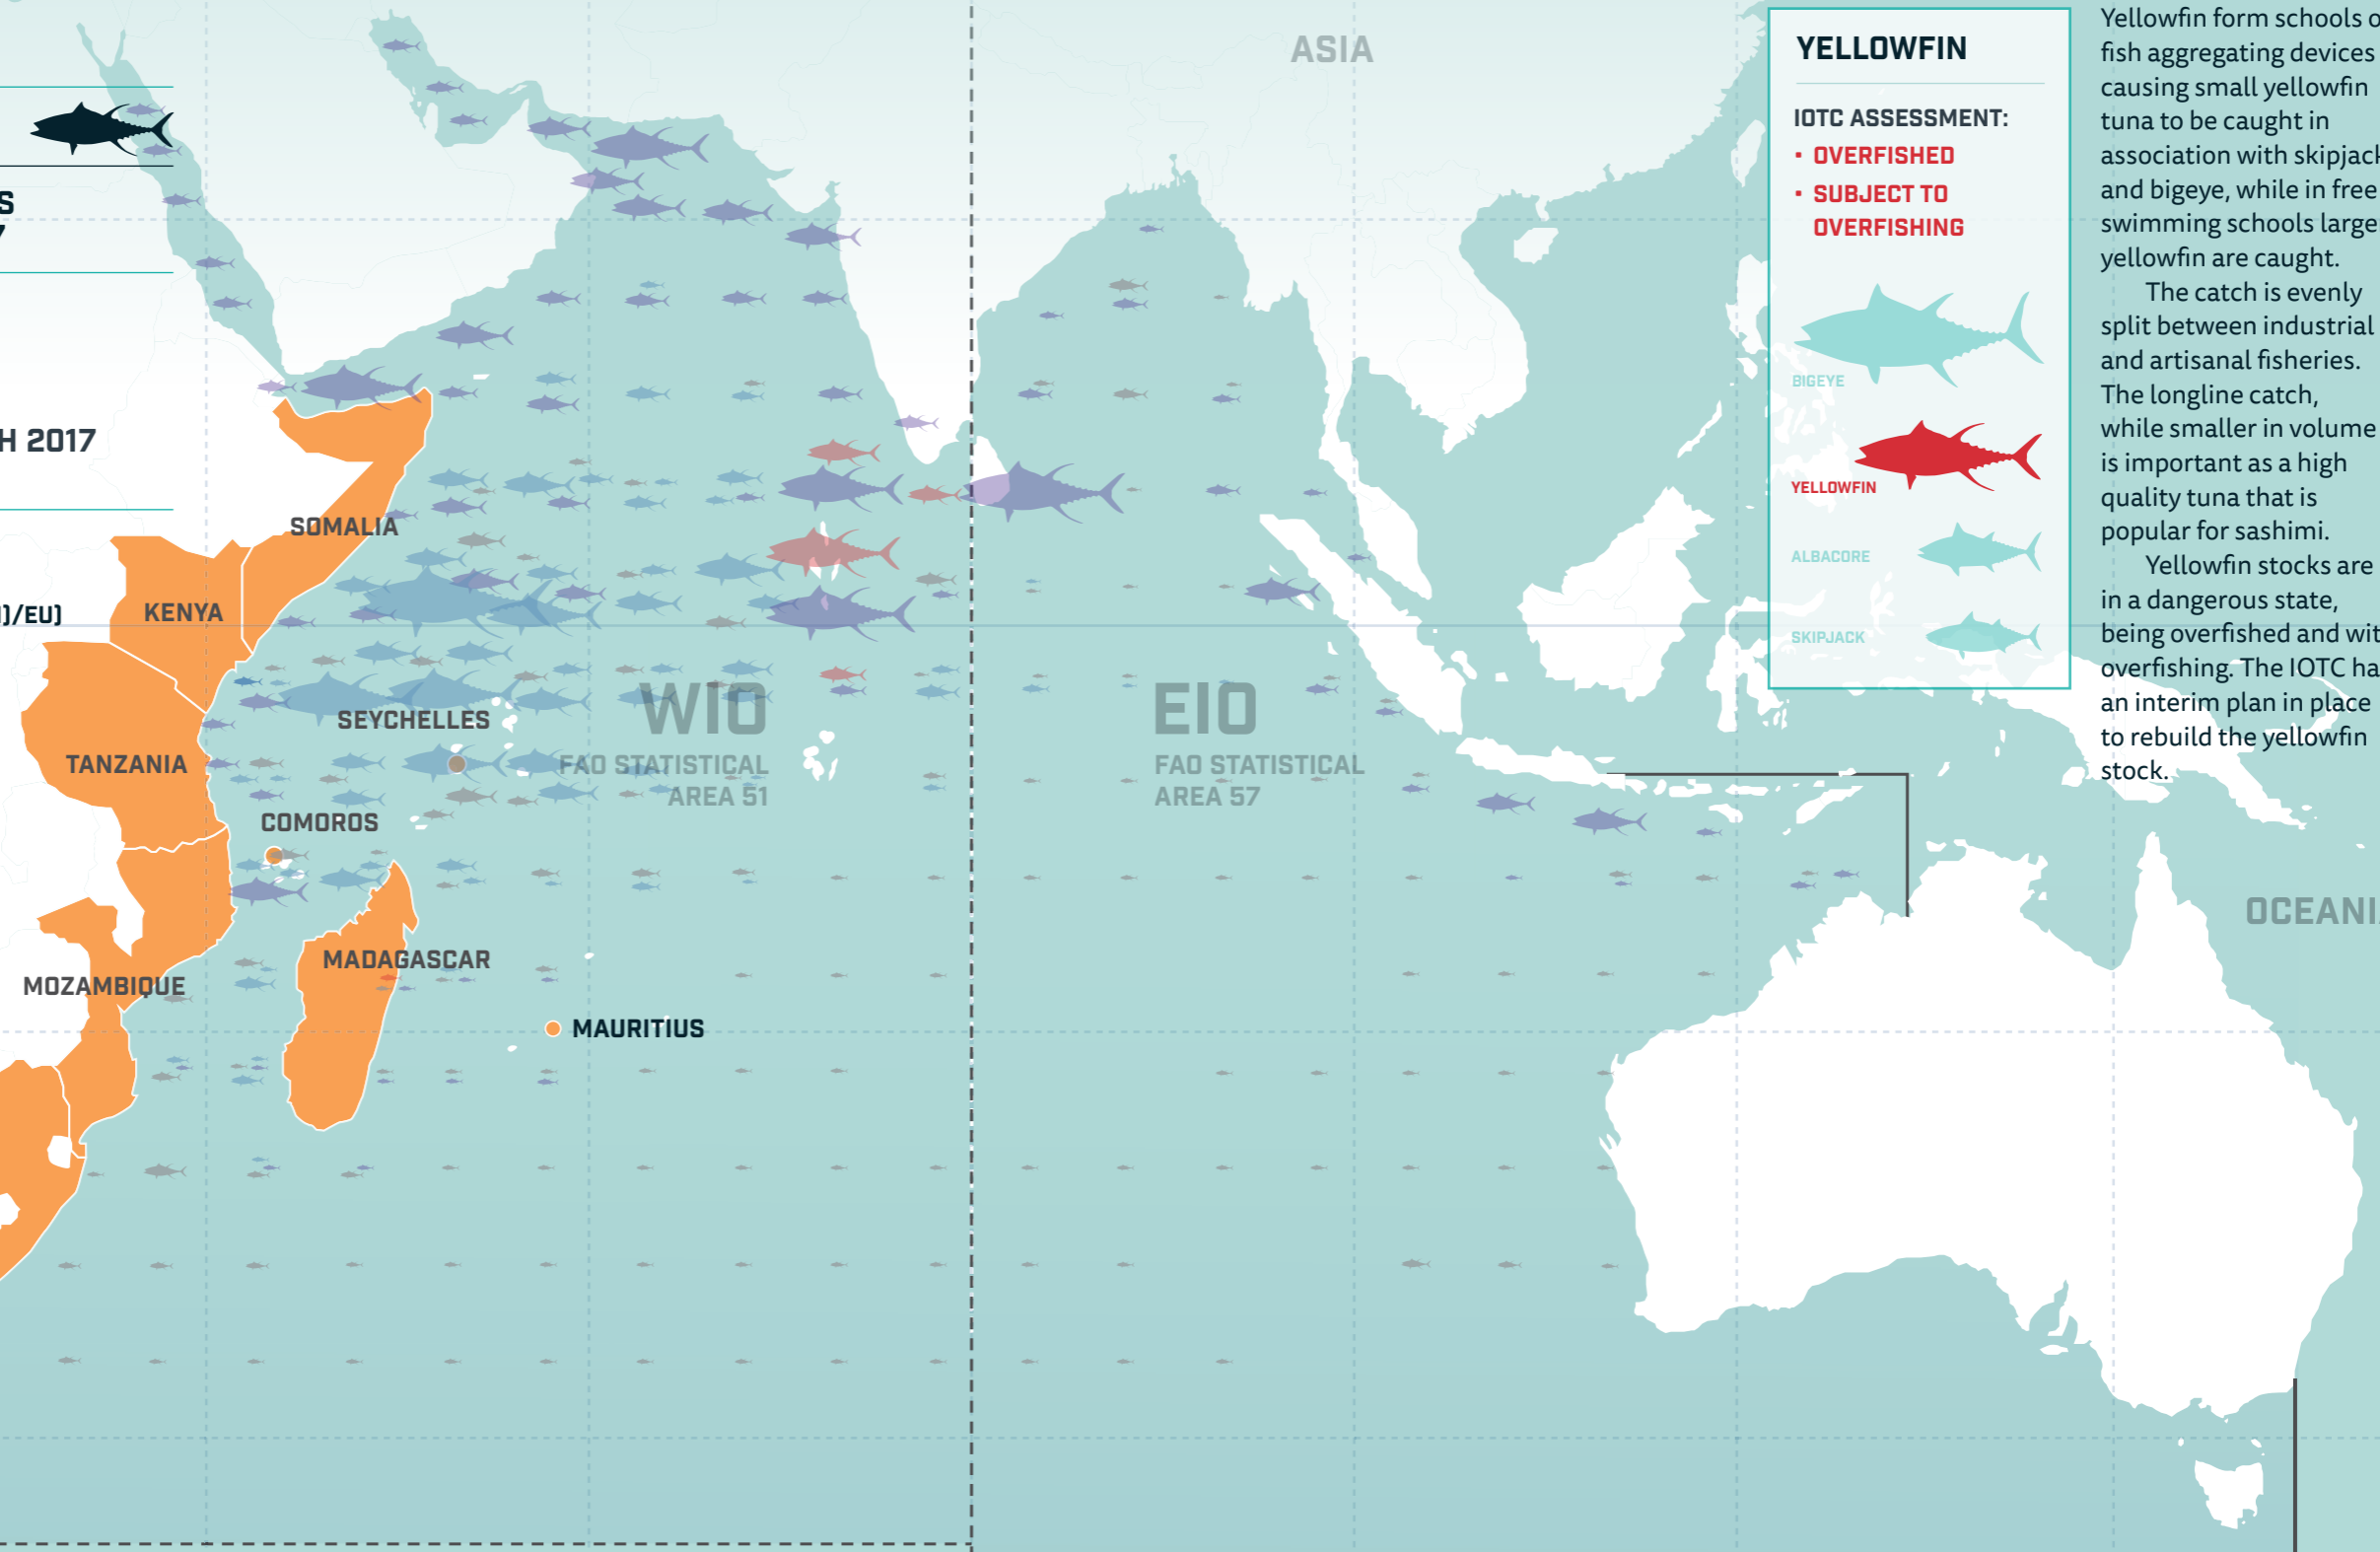 S
7
H 2017
)/EU)
ASIA
SOMALIA
KENYA
SEYCHELLES
TANZANIA
COMOROS
MADAGASCAR
MOZAMBIQUE
MAURITIUS
WIO
FAO STATISTICAL
AREA 51
EIO
FAO STATISTICAL
AREA 57
OCEANI
YELLOWFIN
IOTC ASSESSMENT:
▪ OVERFISHED
▪ SUBJECT TO
OVERFISHING
BIGEYE
YELLOWFIN
ALBACORE
SKIPJACK
Yellowfin form schools o
fish aggregating devices
causing small yellowfin
tuna to be caught in
association with skipjack
and bigeye, while in free
swimming schools large
yellowfin are caught.
The catch is evenly
split between industrial
and artisanal fisheries.
The longline catch,
while smaller in volume
is important as a high
quality tuna that is
popular for sashimi.
Yellowfin stocks are
in a dangerous state,
being overfished and wit
overfishing. The IOTC ha
an interim plan in place
to rebuild the yellowfin
stock.